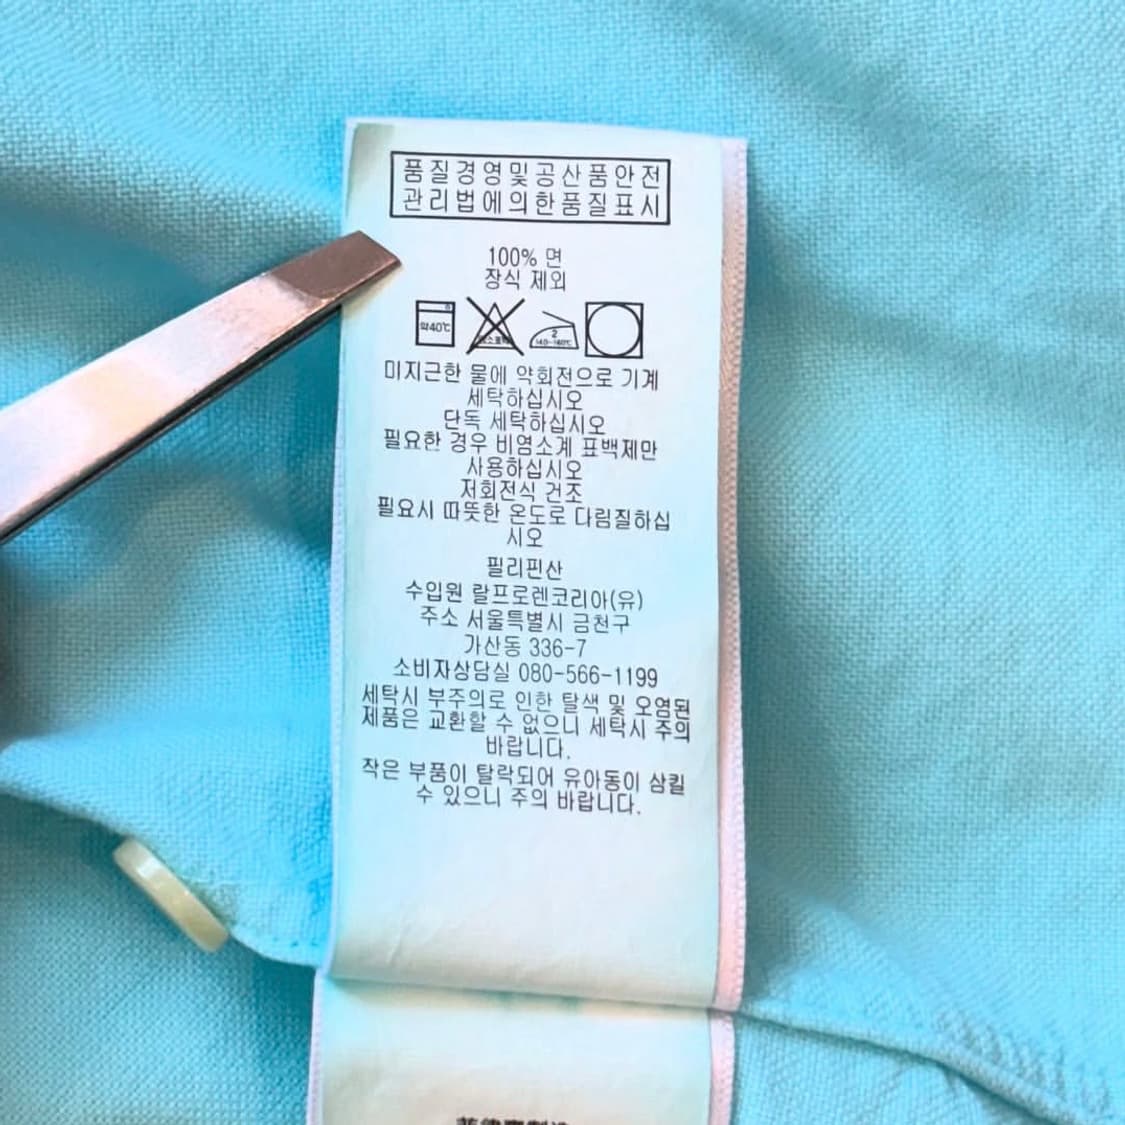 품질경영및공산품안전
관리법에의한품질표시
100% 면
장식 제외
약40℃
2
140~160℃
미지근한 물에 약회전으로 기계
세탁하십시오
단독 세탁하십시오
필요한 경우 비염소계 표백제만
사용하십시오
저회전식 건조
필요시 따뜻한 온도로 다림질하십
시오
필리핀산
수입원 랄프로렌코리아(유)
주소 서울특별시 금천구
가산동 336-7
소비자상담실 080-566-1199
세탁시 부주의로 인한 탈색 및 오염된
제품은 교환할 수 없으니 세탁시 주의
바랍니다.
작은 부품이 탈락되어 유아동이 삼킬
수 있으니 주의 바랍니다.